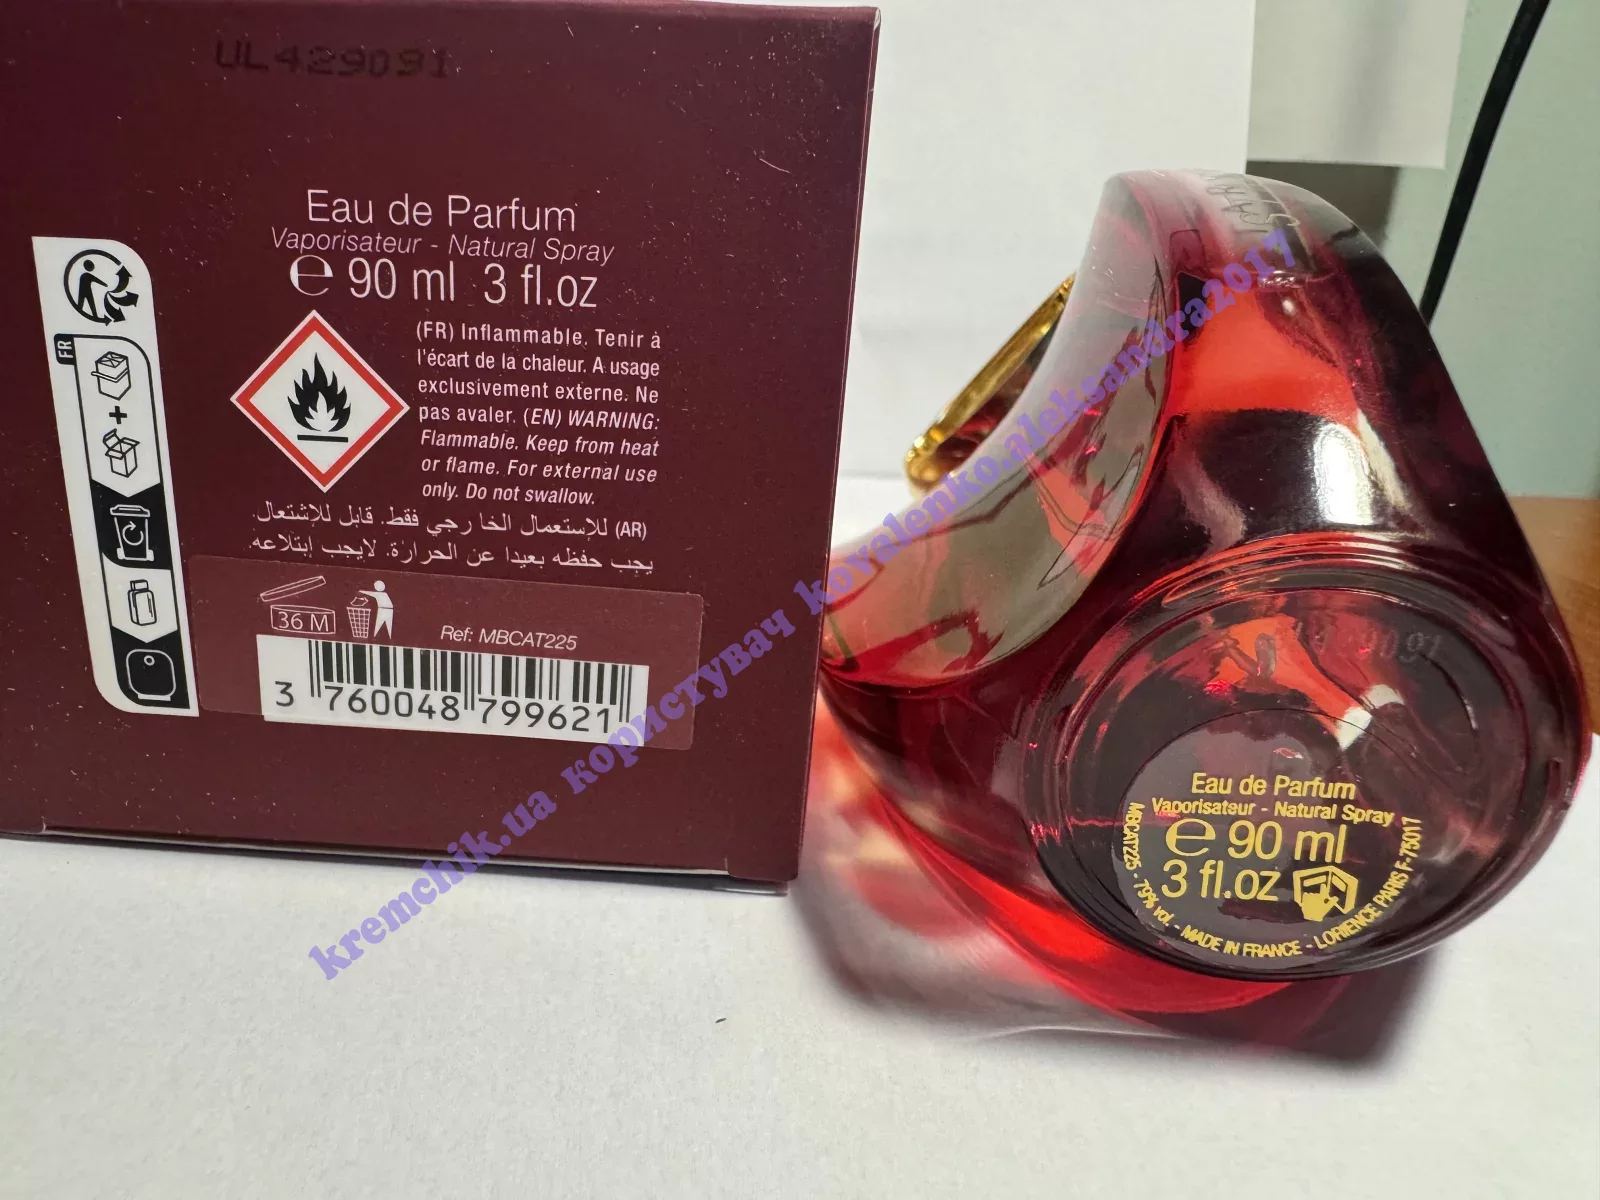 UL429091
Eau de Parfum
Vaporisateur - Natural Spray
e 90 ml 3 fl.oz
FR
(FR) Inflammable. Tenir à
l'écart de la chaleur. A usage
exclusivement externe. Ne
pas avaler. (EN) WARNING:
Flammable. Keep from heat
or flame. For external use
only. Do not swallow.
(AR) للإستعمال الخارجي فقط. قابل للإشتعال.
يجب حفظه بعيدا عن الحرارة. لايجب إبتلاعه.
36 M
Ref: MBCAT225
3 760048 799621
429091
Eau de Parfum
Vaporisateur - Natural Spray
e 90 ml
3 fl.oz
MBCAT225 - 79% vol. - MADE IN FRANCE - LORIENCE PARIS F-75017
kremchik.ua користувач kovalenko.aleksandra2017